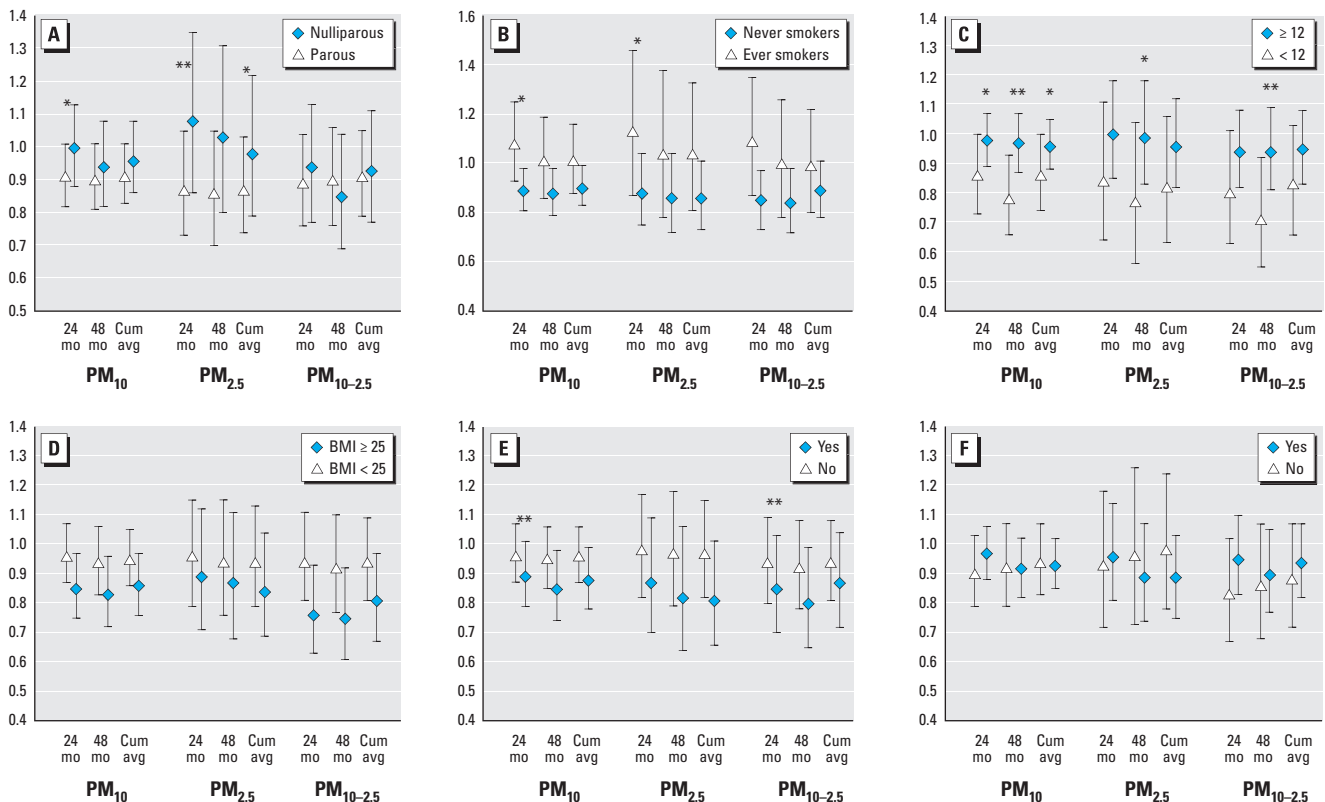 A
Nulliparous
Parous
1.4
1.3
1.2
1.1
1.0
0.9
0.8
0.7
0.6
0.5
*
**
*
24 mo
48 mo
Cum avg
24 mo
48 mo
Cum avg
24 mo
48 mo
Cum avg
PM10
PM2.5
PM10–2.5
B
Never smokers
Ever smokers
1.6
1.4
1.2
1.0
0.8
0.6
0.4
*
*
24 mo
48 mo
Cum avg
24 mo
48 mo
Cum avg
24 mo
48 mo
Cum avg
PM10
PM2.5
PM10–2.5
C
≥ 12
< 12
1.4
1.3
1.2
1.1
1.0
0.9
0.8
0.7
0.6
0.5
0.4
*
**
*
*
**
24 mo
48 mo
Cum avg
24 mo
48 mo
Cum avg
24 mo
48 mo
Cum avg
PM10
PM2.5
PM10–2.5
D
BMI ≥ 25
BMI < 25
1.4
1.3
1.2
1.1
1.0
0.9
0.8
0.7
0.6
0.5
0.4
24 mo
48 mo
Cum avg
24 mo
48 mo
Cum avg
24 mo
48 mo
Cum avg
PM10
PM2.5
PM10–2.5
E
Yes
No
1.4
1.3
1.2
1.1
1.0
0.9
0.8
0.7
0.6
0.5
0.4
**
**
24 mo
48 mo
Cum avg
24 mo
48 mo
Cum avg
24 mo
48 mo
Cum avg
PM10
PM2.5
PM10–2.5
F
Yes
No
1.4
1.3
1.2
1.1
1.0
0.9
0.8
0.7
0.6
0.5
0.4
24 mo
48 mo
Cum avg
24 mo
48 mo
Cum avg
24 mo
48 mo
Cum avg
PM10
PM2.5
PM10–2.5